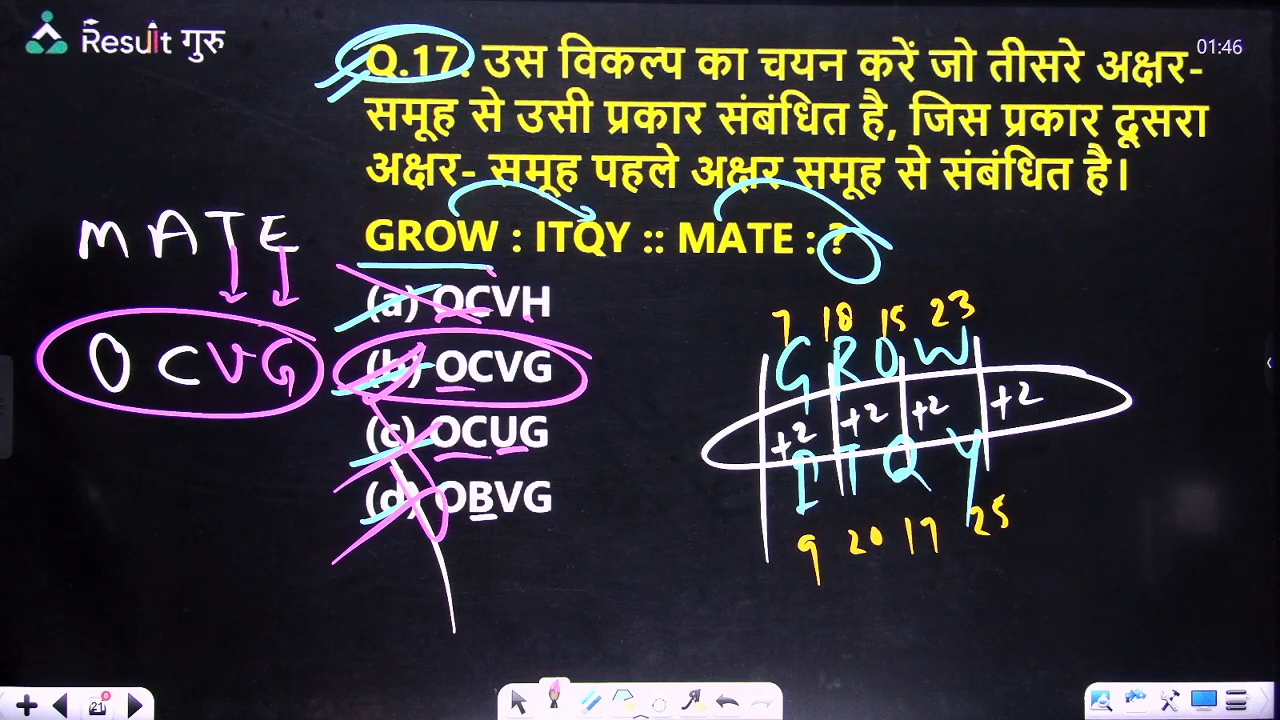 Result गुरु
01:46
Q.17. उस विकल्प का चयन करें जो तीसरे अक्षर-
समूह से उसी प्रकार संबंधित है, जिस प्रकार दूसरा
अक्षर- समूह पहले अक्षर समूह से संबंधित है।
GROW : ITQY :: MATE : ?
(a) OCVH
(b) OCVG
(c) OCUG
(d) OBVG
MATE
OCVG
7 18 15 23
G R O W
+2 +2 +2 +2
I T Q Y
9 20 17 25
21
8